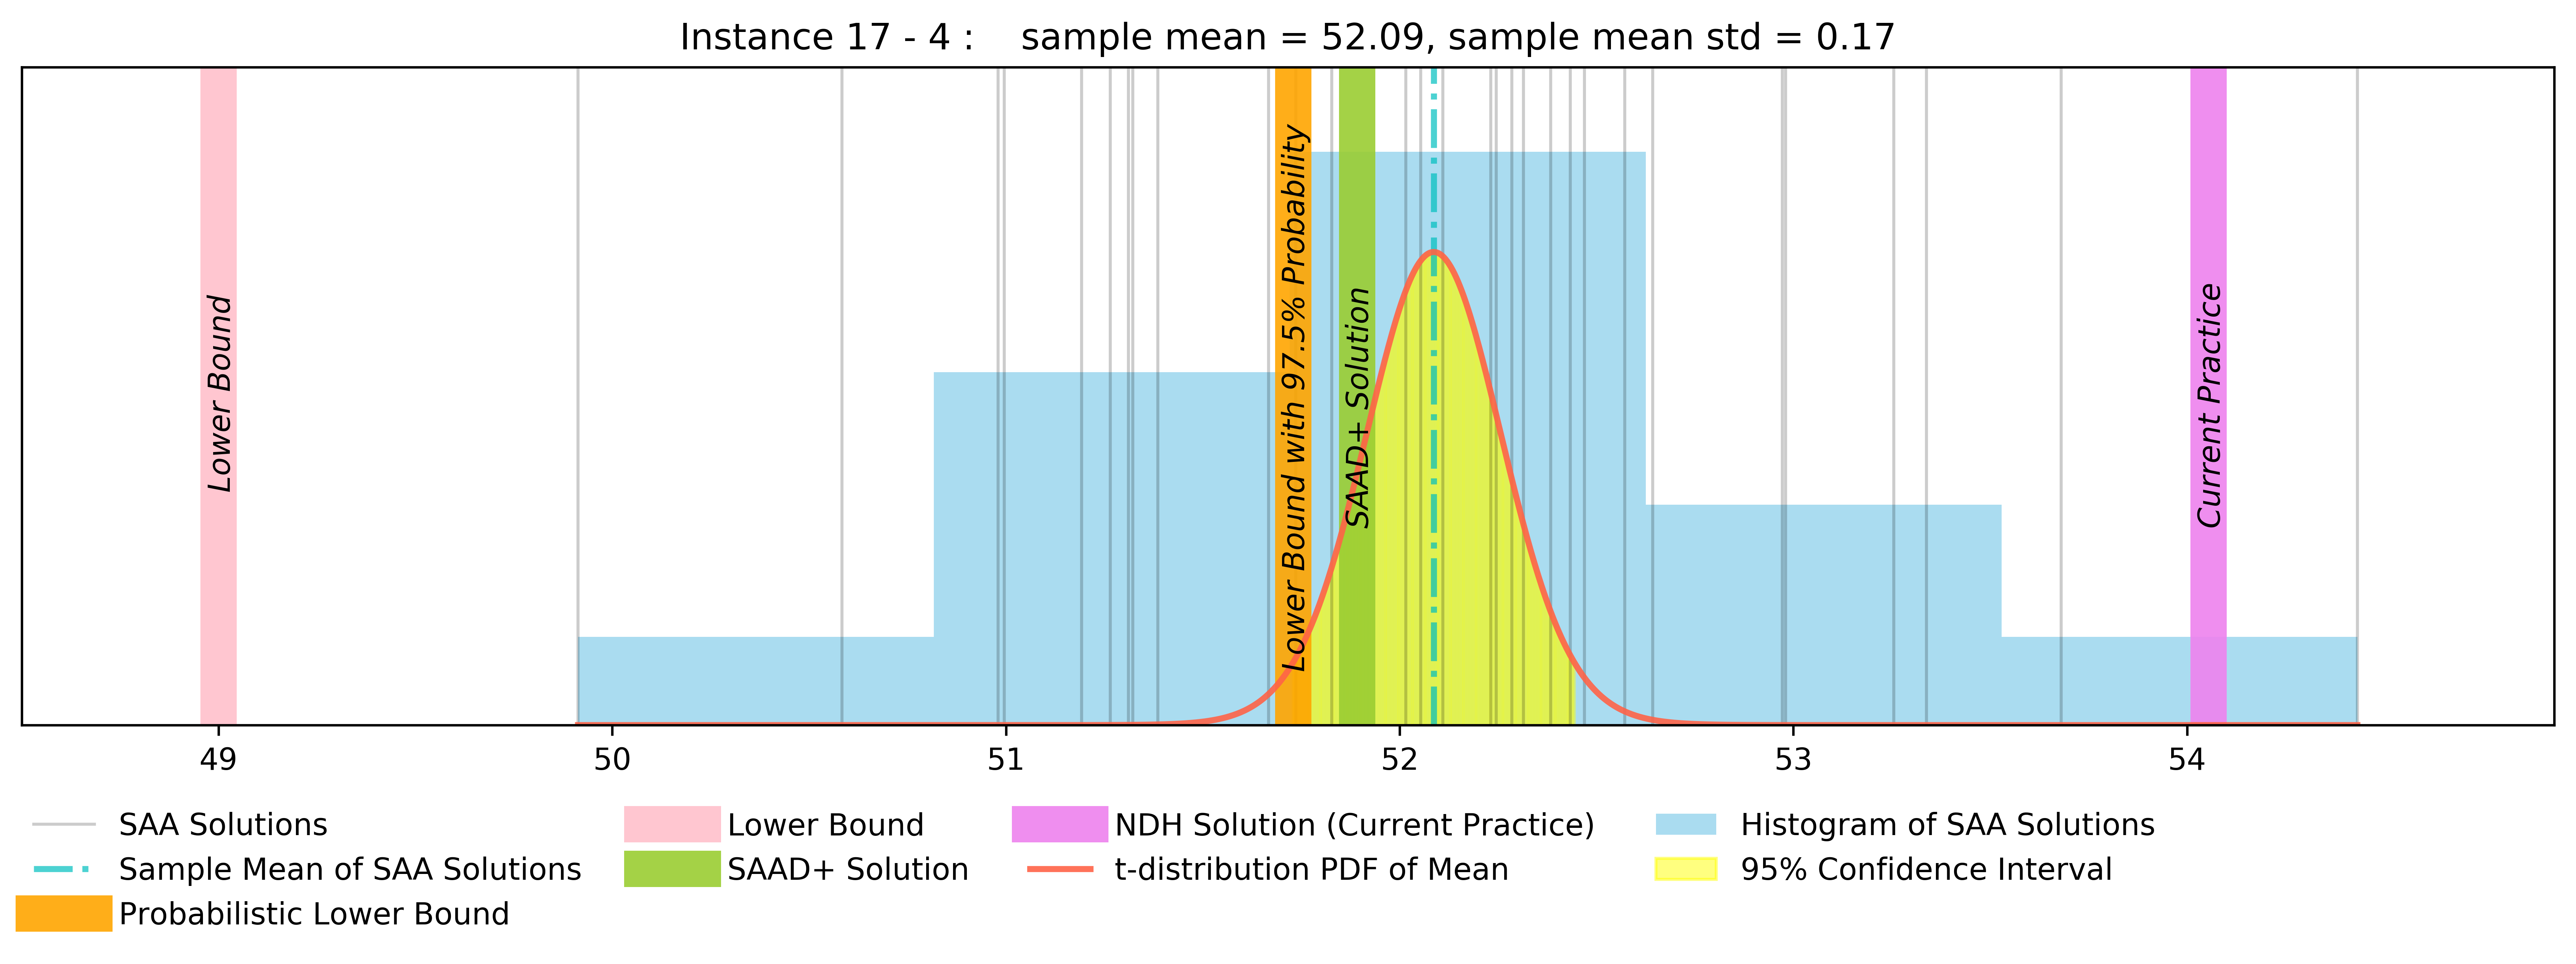 Instance 17 - 4 :    sample mean = 52.09, sample mean std = 0.17
Lower Bound
Lower Bound with 97.5% Probability
SAAD+ Solution
Current Practice
49 50 51 52 53 54
SAA Solutions
Sample Mean of SAA Solutions
Probabilistic Lower Bound
Lower Bound
SAAD+ Solution
NDH Solution (Current Practice)
t-distribution PDF of Mean
Histogram of SAA Solutions
95% Confidence Interval